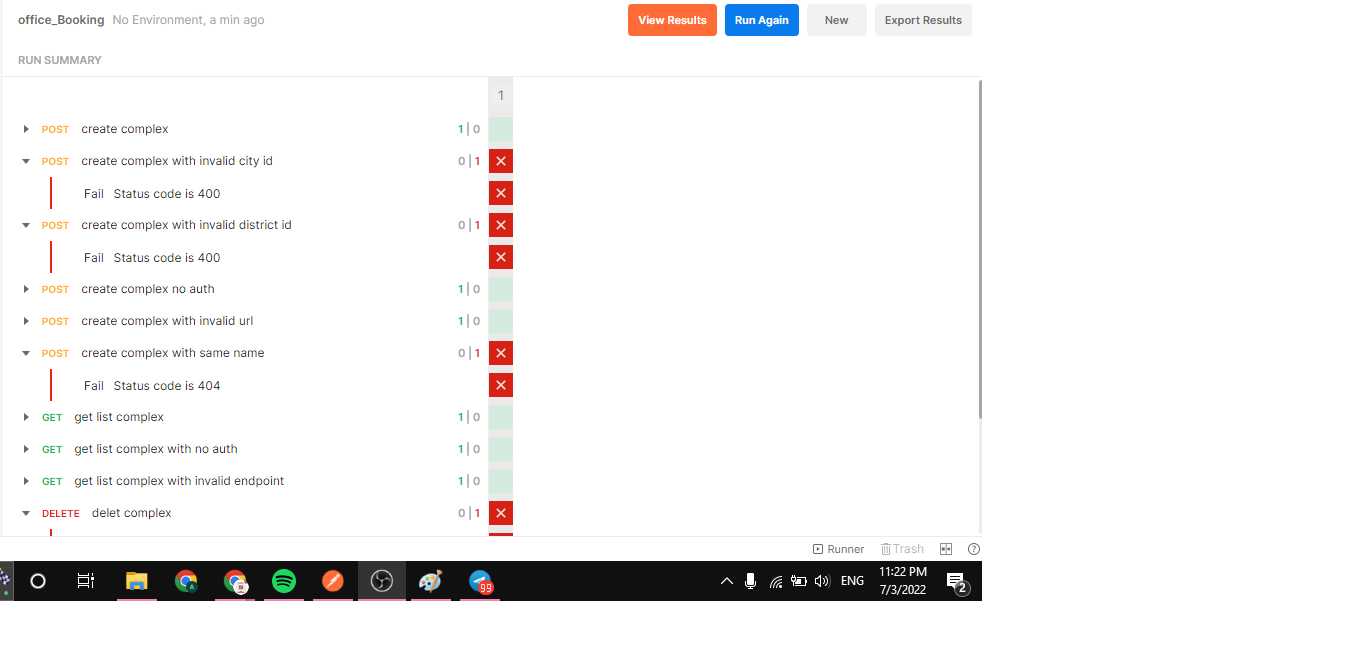 office_Booking No Environment, a min ago View Results Run Again New Export Results
RUN SUMMARY
1
POST create complex 1 | 0
POST create complex with invalid city id 0 | 1
Fail Status code is 400
POST create complex with invalid district id 0 | 1
Fail Status code is 400
POST create complex no auth 1 | 0
POST create complex with invalid url 1 | 0
POST create complex with same name 0 | 1
Fail Status code is 404
GET get list complex 1 | 0
GET get list complex with no auth 1 | 0
GET get list complex with invalid endpoint 1 | 0
DELETE delet complex 0 | 1
Runner Trash
99 ENG 11:22 PM
7/3/2022 2